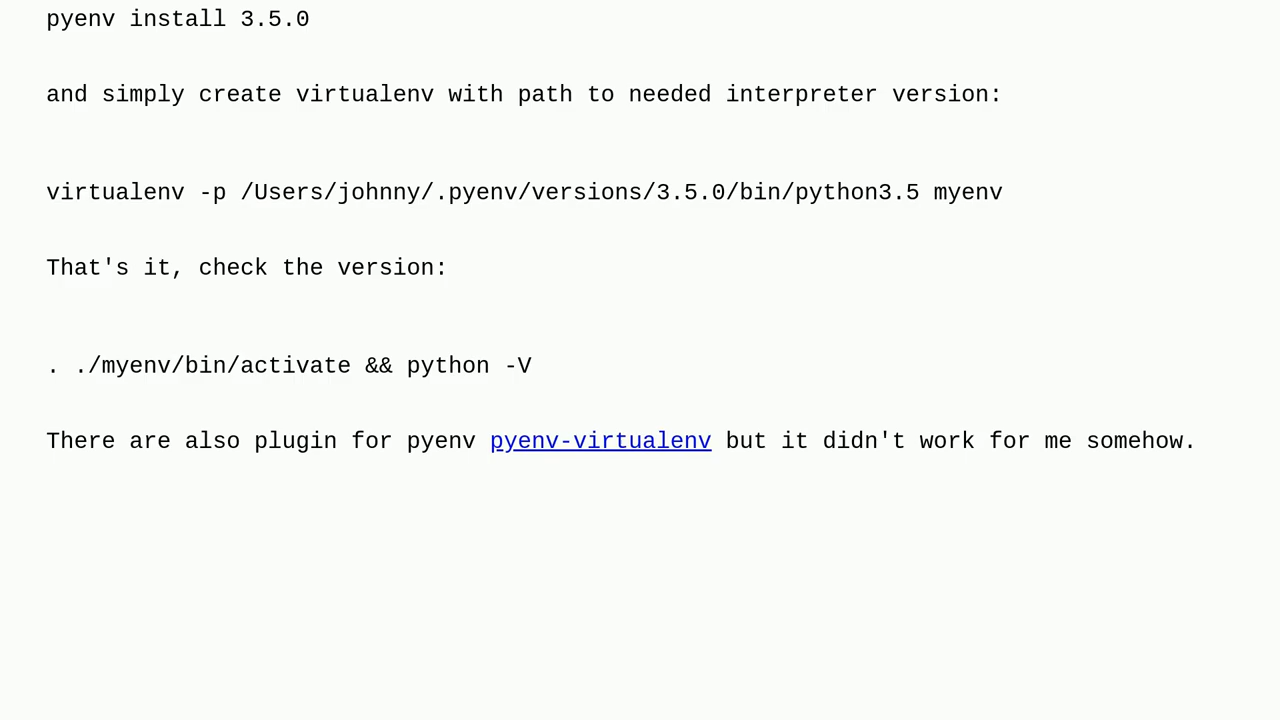 pyenv install 3.5.0
and simply create virtualenv with path to needed interpreter version:
virtualenv -p /Users/johnny/.pyenv/versions/3.5.0/bin/python3.5 myenv
That's it, check the version:
. ./myenv/bin/activate && python -V
There are also plugin for pyenv pyenv-virtualenv but it didn't work for me somehow.